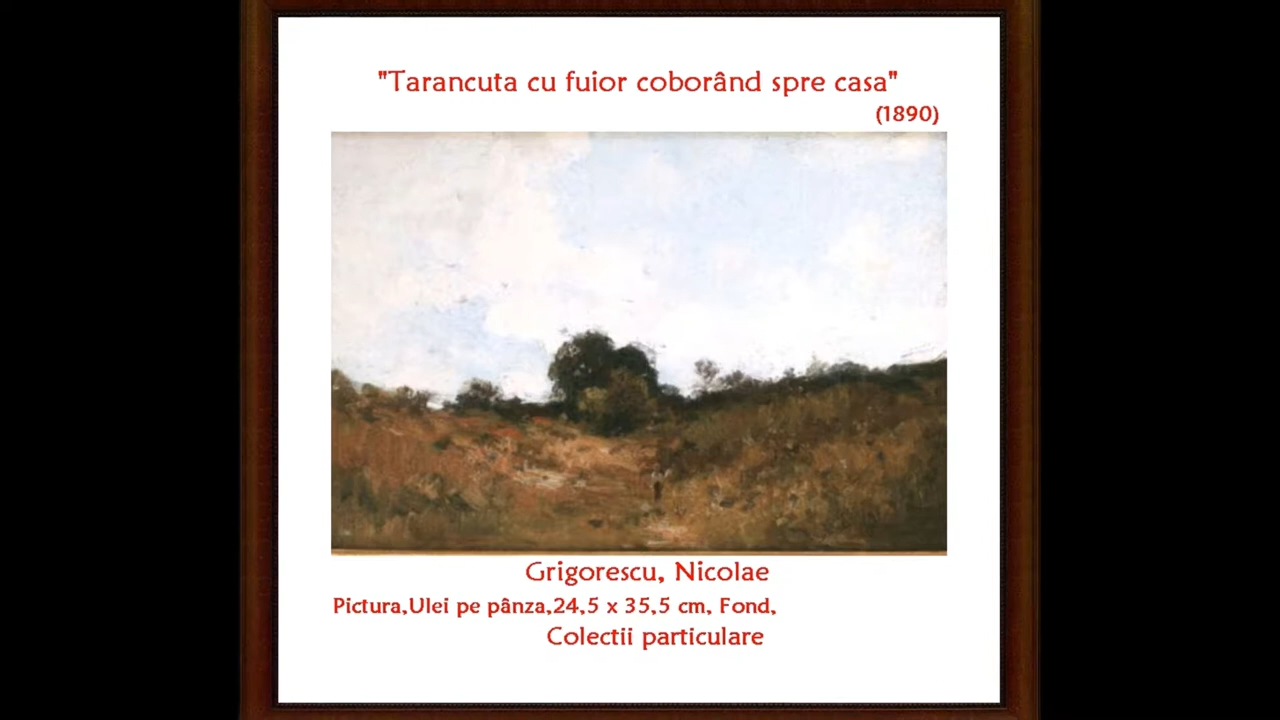 "Tarancuta cu fuior coborând spre casa"
(1890)
Grigorescu, Nicolae
Pictura,Ulei pe pânza,24,5 x 35,5 cm, Fond,
Colectii particulare